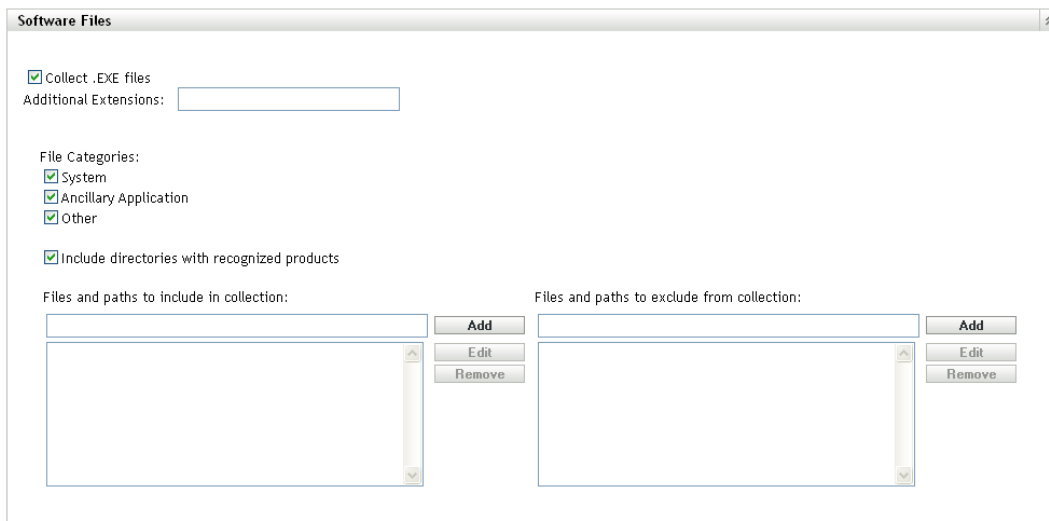 Software Files
Collect .EXE files
Additional Extensions:
File Categories:
System
Ancillary Application
Other
Include directories with recognized products
Files and paths to include in collection:
Files and paths to exclude from collection:
Add
Add
Edit
Edit
Remove
Remove